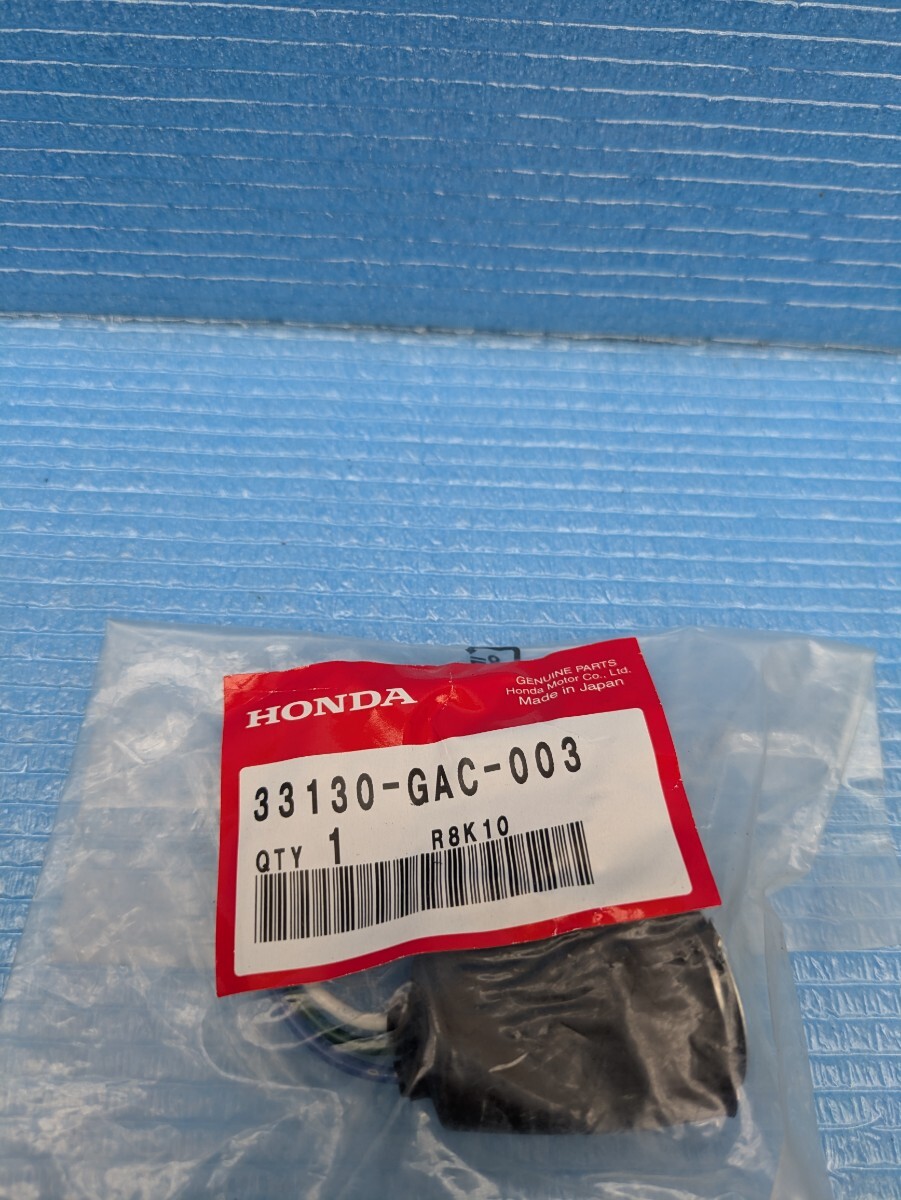 HONDA
GENUINE PARTS
Honda Motor Co., Ltd.
Made in Japan
33130-GAC-003
QTY 1 R8K10